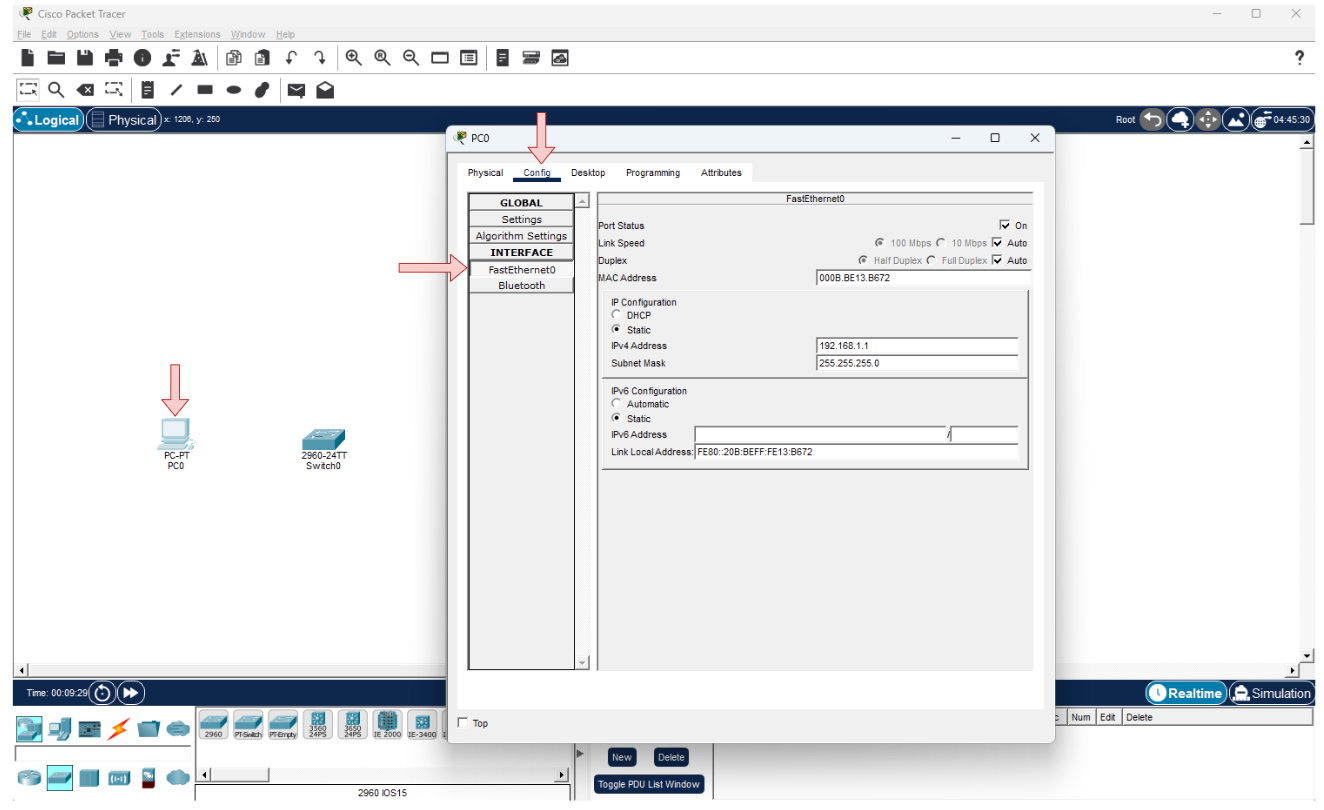 Cisco Packet Tracer
File Edit Options View Tools Extensions Window Help
?
Logical Physical x: 1208, y: 250
Root 04:45:30
PC0
Physical Config Desktop Programming Attributes
GLOBAL
Settings
Algorithm Settings
INTERFACE
FastEthernet0
Bluetooth
FastEthernet0
Port Status On
Link Speed 100 Mbps 10 Mbps Auto
Duplex Half Duplex Full Duplex Auto
MAC Address 000B.BE13.B672
IP Configuration
DHCP
Static
IPv4 Address 192.168.1.1
Subnet Mask 255.255.255.0
IPv6 Configuration
Automatic
Static
IPv6 Address /
Link Local Address: FE80::20B:BEFF:FE13:B672
PC-PT
PC0
2960-24TT
Switch0
Time: 00:09:29
Realtime Simulation
Top
2960 PT-Switch PT-Empty 3560 24PS 3650 24PS IE 2000 IE-3400
Num Edit Delete
New Delete
Toggle PDU List Window
2960 IOS15